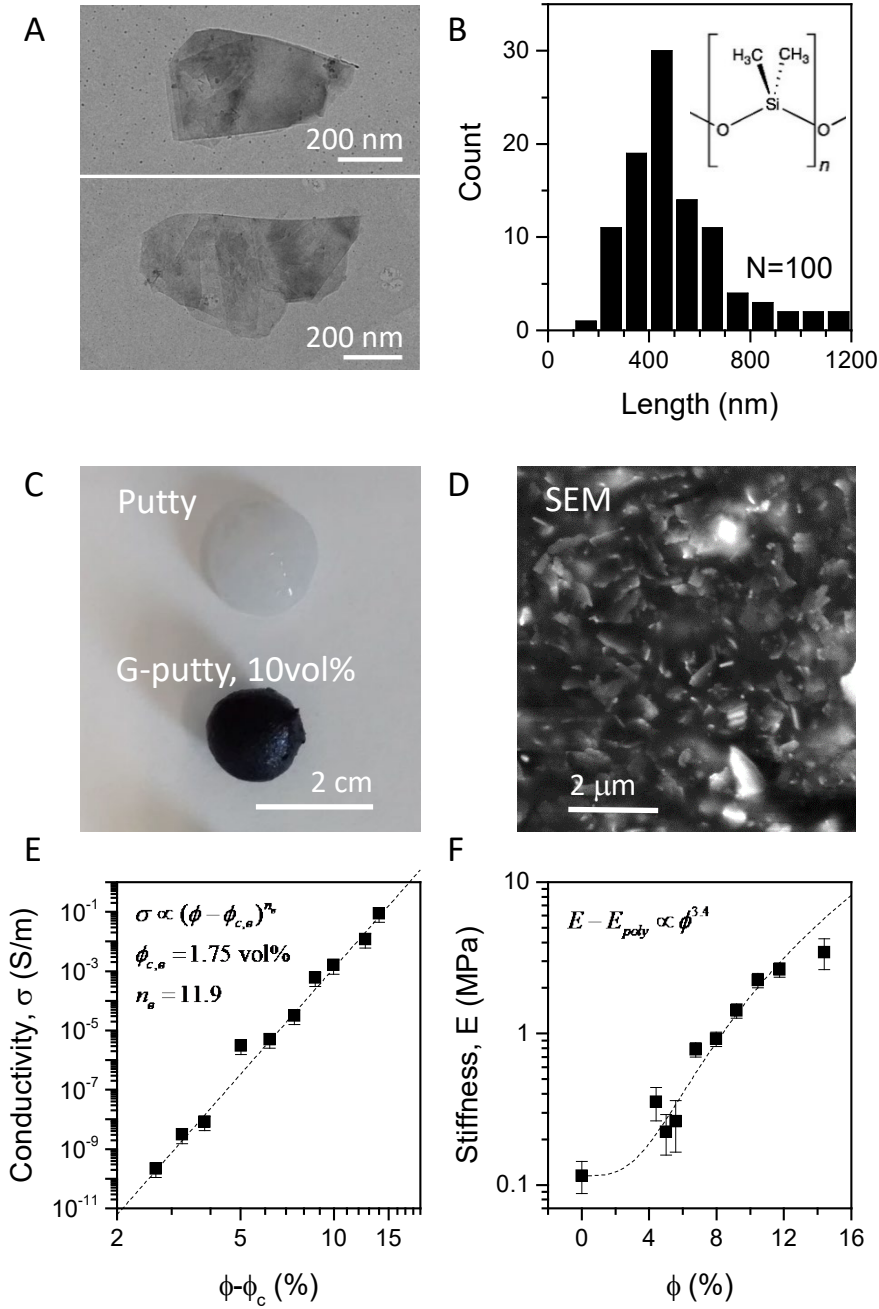 A
200 nm
200 nm
B
Count
30
20
10
0
0
400
800
1200
Length (nm)
N=100
H₃C
CH₃
Si
O
O
n
C
Putty
G-putty, 10vol%
2 cm
D
SEM
2 μm
E
Conductivity, σ (S/m)
10⁻¹
10⁻³
10⁻⁵
10⁻⁷
10⁻⁹
10⁻¹¹
σ ∝ (ϕ − ϕc,e)^ne
ϕc,e = 1.75 vol%
ne = 11.9
2
5
10
15
ϕ-ϕc (%)
F
Stiffness, E (MPa)
10
1
0.1
E − Epoly ∝ ϕ^3.4
0
4
8
12
16
ϕ (%)